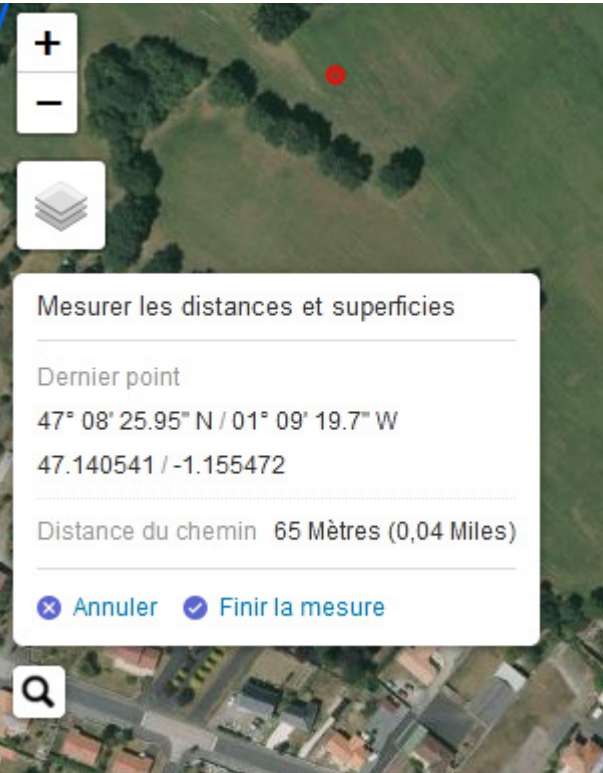 +
−
Mesurer les distances et superficies
Dernier point
47° 08' 25.95" N / 01° 09' 19.7" W
47.140541 / -1.155472
Distance du chemin 65 Mètres (0,04 Miles)
Annuler Finir la mesure